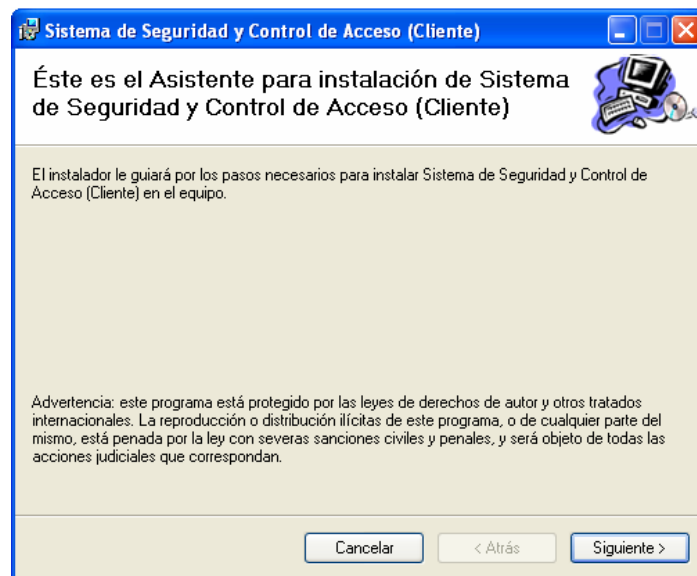 Sistema de Seguridad y Control de Acceso (Cliente)
Éste es el Asistente para instalación de Sistema
de Seguridad y Control de Acceso (Cliente)
El instalador le guiará por los pasos necesarios para instalar Sistema de Seguridad y Control de
Acceso (Cliente) en el equipo.
Advertencia: este programa está protegido por las leyes de derechos de autor y otros tratados
internacionales. La reproducción o distribución ilícitas de este programa, o de cualquier parte del
mismo, está penada por la ley con severas sanciones civiles y penales, y será objeto de todas las
acciones judiciales que correspondan.
Cancelar < Atrás Siguiente >